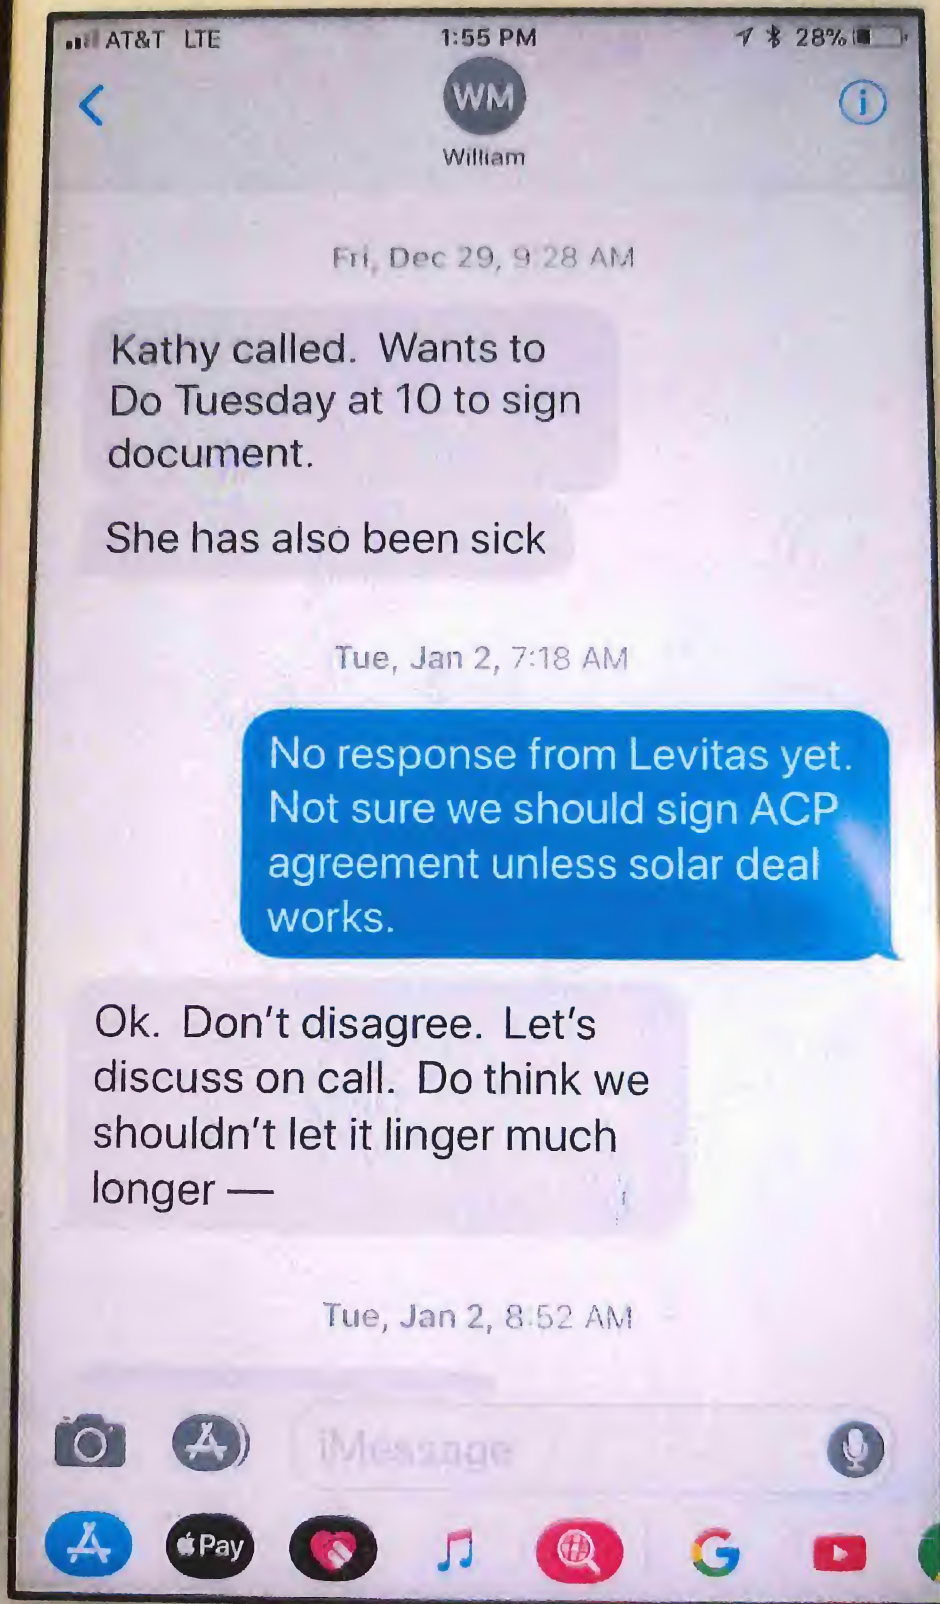 AT&T LTE 1:55 PM 28%
WM
William
Fri, Dec 29, 9:28 AM
Kathy called. Wants to
Do Tuesday at 10 to sign
document.
She has also been sick
Tue, Jan 2, 7:18 AM
No response from Levitas yet.
Not sure we should sign ACP
agreement unless solar deal
works.
Ok. Don't disagree. Let's
discuss on call. Do think we
shouldn't let it linger much
longer —
Tue, Jan 2, 8:52 AM
iMessage
Pay